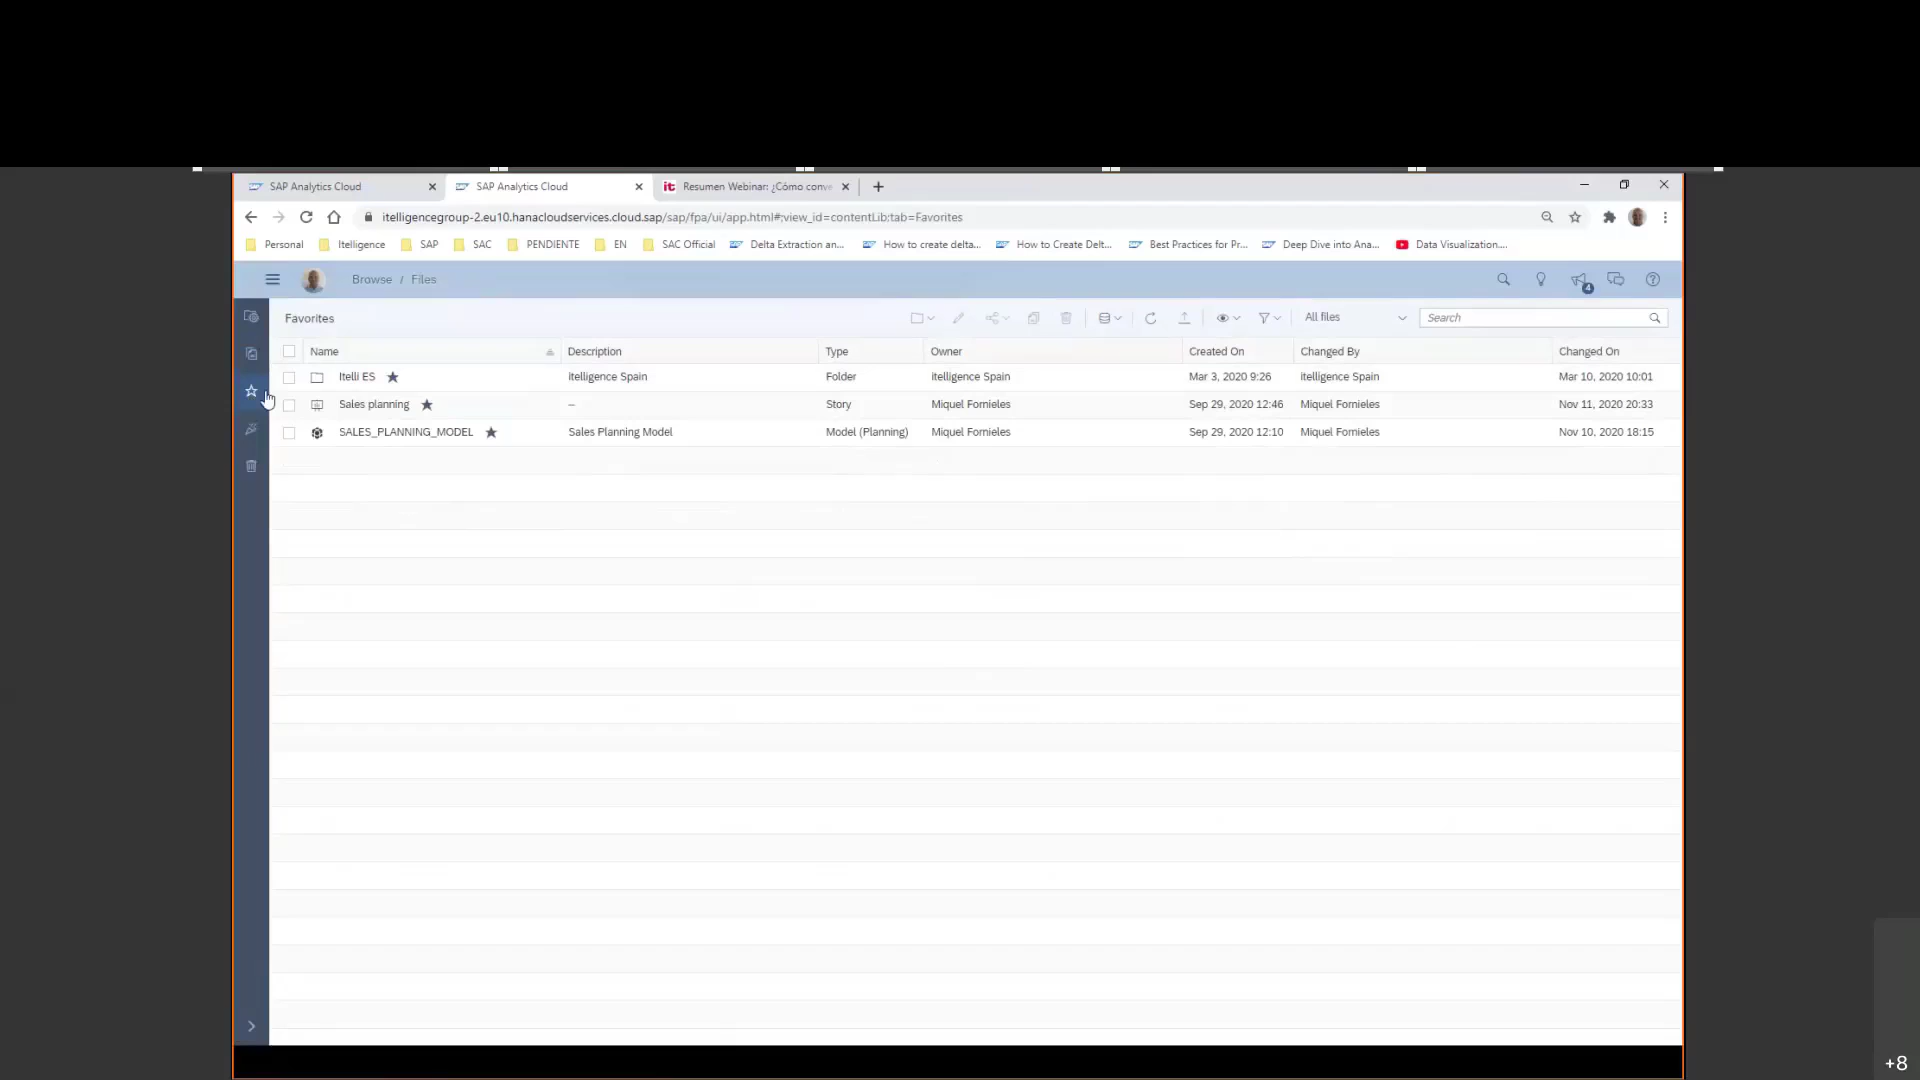 SAP Analytics Cloud SAP Analytics Cloud it Resumen Webinar: ¿Cómo conve
itelligencegroup-2.eu10.hanacloudservices.cloud.sap/sap/fpa/ui/app.html#;view_id=contentLib;tab=Favorites
Personal Itelligence SAP SAC PENDIENTE EN SAC Official Delta Extraction an... How to create delta... How to Create Delt... Best Practices for Pr... Deep Dive into Ana... Data Visualization....
Browse / Files 4
Favorites All files Search
Name Description Type Owner Created On Changed By Changed On
Itelli ES itelligence Spain Folder itelligence Spain Mar 3, 2020 9:26 itelligence Spain Mar 10, 2020 10:01
Sales planning – Story Miquel Fornieles Sep 29, 2020 12:46 Miquel Fornieles Nov 11, 2020 20:33
SALES_PLANNING_MODEL Sales Planning Model Model (Planning) Miquel Fornieles Sep 29, 2020 12:10 Miquel Fornieles Nov 10, 2020 18:15
+8